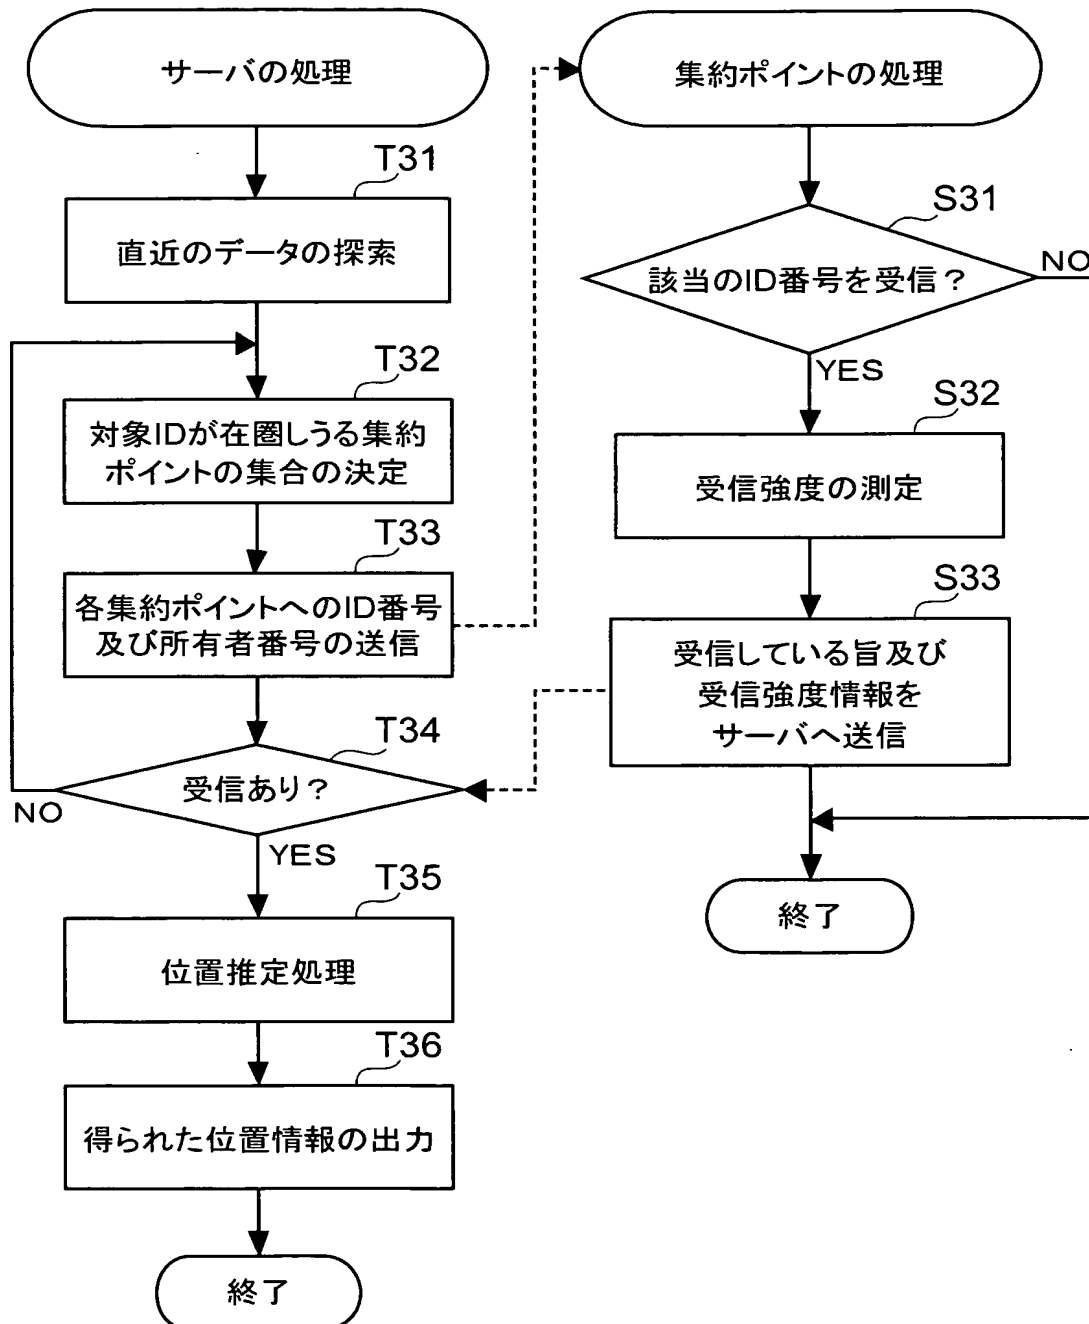 サーバの処理
T31
直近のデータの探索
T32
対象IDが在圏しうる集約
ポイントの集合の決定
T33
各集約ポイントへのID番号
及び所有者番号の送信
T34
受信あり？
NO
YES
T35
位置推定処理
T36
得られた位置情報の出力
終了
集約ポイントの処理
S31
該当のID番号を受信？
NO
YES
S32
受信強度の測定
S33
受信している旨及び
受信強度情報を
サーバへ送信
終了